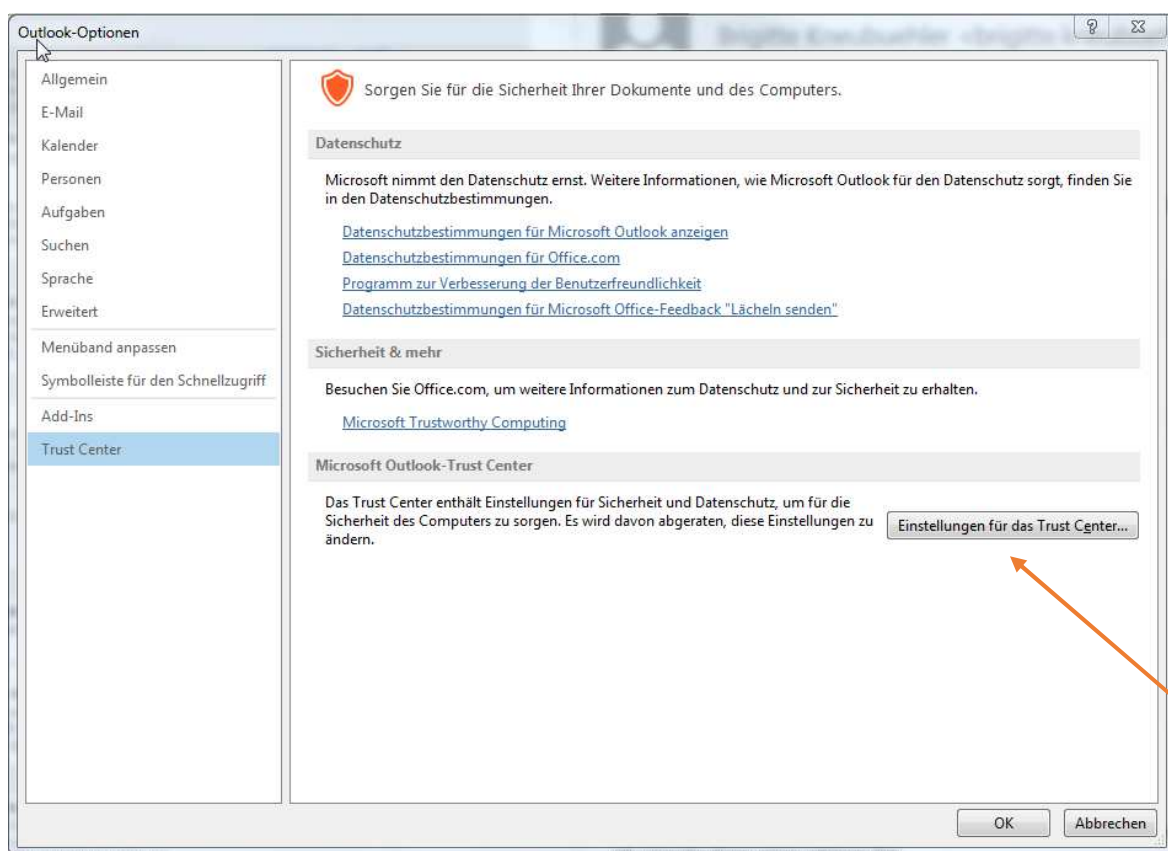 Outlook-Optionen
Allgemein
E-Mail
Kalender
Personen
Aufgaben
Suchen
Sprache
Erweitert
Menüband anpassen
Symbolleiste für den Schnellzugriff
Add-Ins
Trust Center
Sorgen Sie für die Sicherheit Ihrer Dokumente und des Computers.
Datenschutz
Microsoft nimmt den Datenschutz ernst. Weitere Informationen, wie Microsoft Outlook für den Datenschutz sorgt, finden Sie
in den Datenschutzbestimmungen.
Datenschutzbestimmungen für Microsoft Outlook anzeigen
Datenschutzbestimmungen für Office.com
Programm zur Verbesserung der Benutzerfreundlichkeit
Datenschutzbestimmungen für Microsoft Office-Feedback "Lächeln senden"
Sicherheit & mehr
Besuchen Sie Office.com, um weitere Informationen zum Datenschutz und zur Sicherheit zu erhalten.
Microsoft Trustworthy Computing
Microsoft Outlook-Trust Center
Das Trust Center enthält Einstellungen für Sicherheit und Datenschutz, um für die
Sicherheit des Computers zu sorgen. Es wird davon abgeraten, diese Einstellungen zu
ändern.
Einstellungen für das Trust Center...
OK
Abbrechen